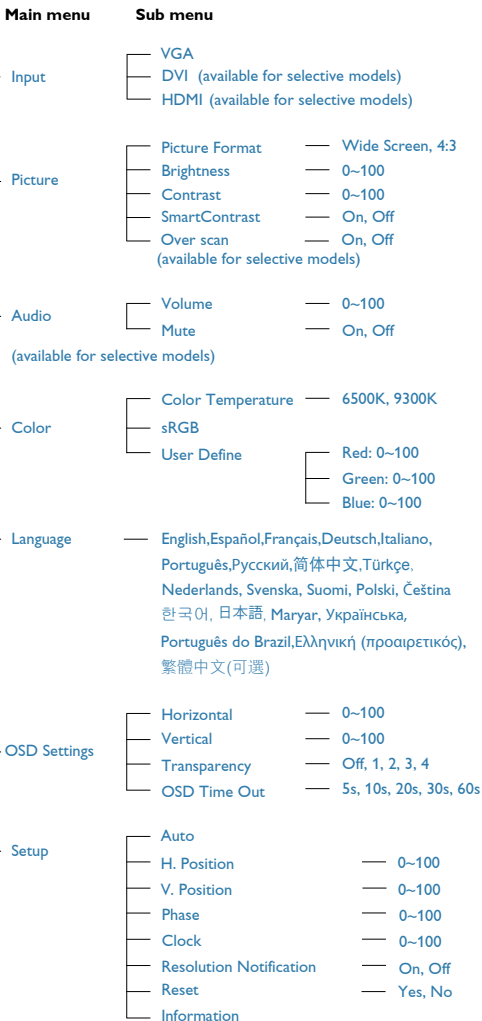 Main menu Sub menu
VGA
Input DVI (available for selective models)
HDMI (available for selective models)
Picture Format Wide Screen, 4:3
Brightness 0~100
Picture
Contrast 0~100
SmartContrast On, Off
Over scan On, Off
(available for selective models)
Volume 0~100
Audio
Mute On, Off
(available for selective models)
Color Temperature 6500K, 9300K
Color sRGB
User Define Red: 0~100
Green: 0~100
Blue: 0~100
Language English,Español,Français,Deutsch,Italiano,
Português,Русский,简体中文,Türkçe,
Nederlands, Svenska, Suomi, Polski, Čeština
한국어, 日本語, Maryar, Українська,
Português do Brazil,Ελληνική (προαιρετικός),
繁體中文(可選)
Horizontal 0~100
Vertical 0~100
OSD Settings
Transparency Off, 1, 2, 3, 4
OSD Time Out 5s, 10s, 20s, 30s, 60s
Auto
Setup
H. Position 0~100
V. Position 0~100
Phase 0~100
Clock 0~100
Resolution Notification On, Off
Reset Yes, No
Information